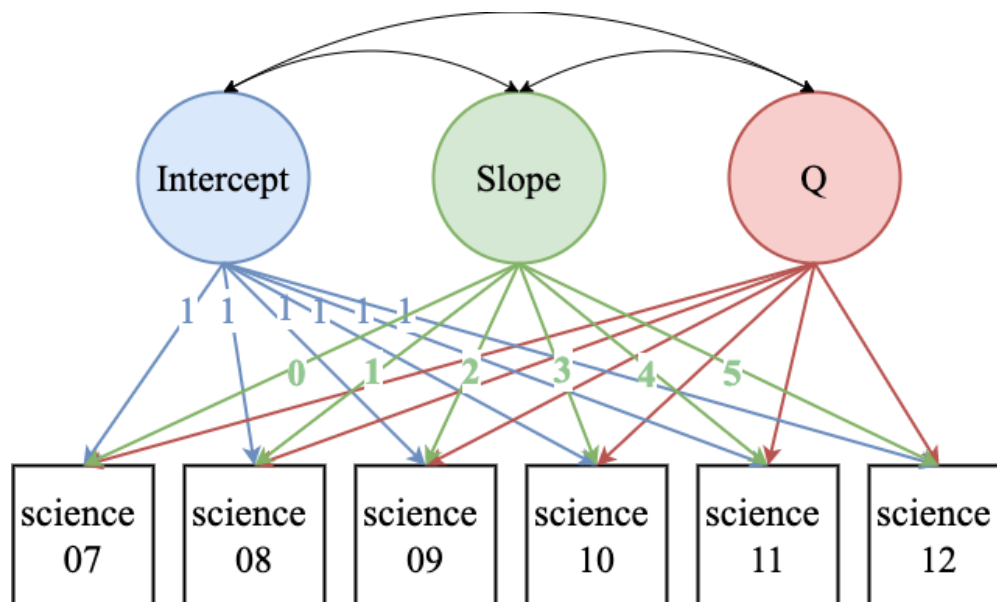 Intercept
Slope
Q
1 1 1 1 1 1
0 1 2 3 4 5
science
07
science
08
science
09
science
10
science
11
science
12